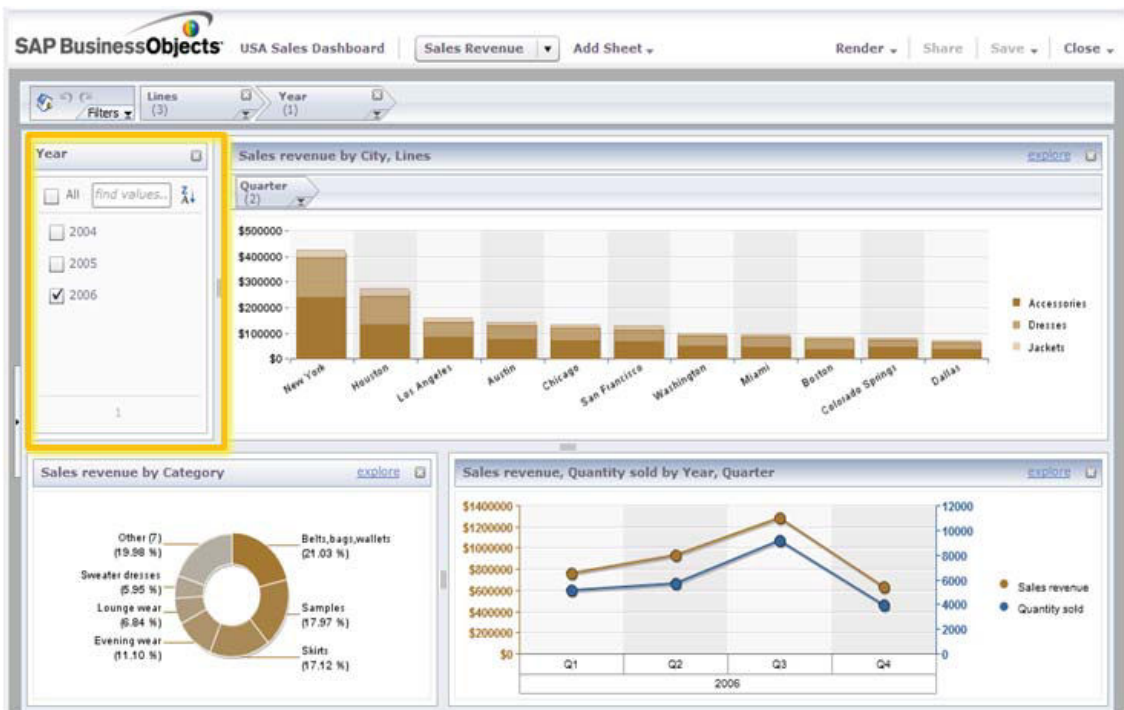 SAP BusinessObjects USA Sales Dashboard Sales Revenue Add Sheet Render Share Save Close
Filters
Lines
(3)
Year
(1)
Year
All find values...
2004
2005
2006
1
Sales revenue by City, Lines explore
Quarter
(2)
$500000
$400000
$300000
$200000
$100000
$0
New York
Houston
Los Angeles
Austin
Chicago
San Francisco
Washington
Miami
Boston
Colorado Springs
Dallas
Accessories
Dresses
Jackets
Sales revenue by Category explore
Other (7)
(19.98 %)
Sweater dresses
(5.95 %)
Lounge wear
(6.84 %)
Evening wear
(11.10 %)
Belts,bags,wallets
(21.03 %)
Samples
(17.97 %)
Skirts
(17.12 %)
Sales revenue, Quantity sold by Year, Quarter explore
$1400000
$1200000
$1000000
$800000
$600000
$400000
$200000
$0
12000
10000
8000
6000
4000
2000
0
Q1 Q2 Q3 Q4
2006
Sales revenue
Quantity sold